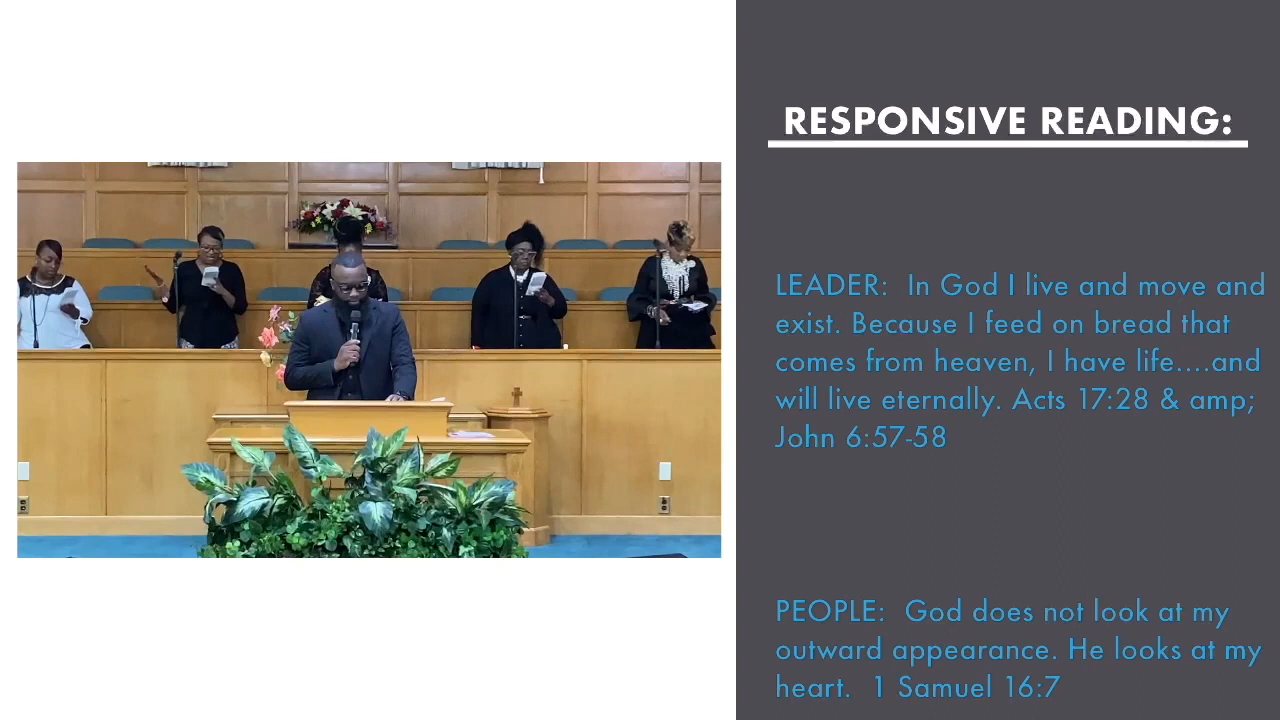 RESPONSIVE READING:
LEADER:  In God I live and move and
exist. Because I feed on bread that
comes from heaven, I have life....and
will live eternally. Acts 17:28 & amp;
John 6:57-58
PEOPLE:  God does not look at my
outward appearance. He looks at my
heart.  1 Samuel 16:7